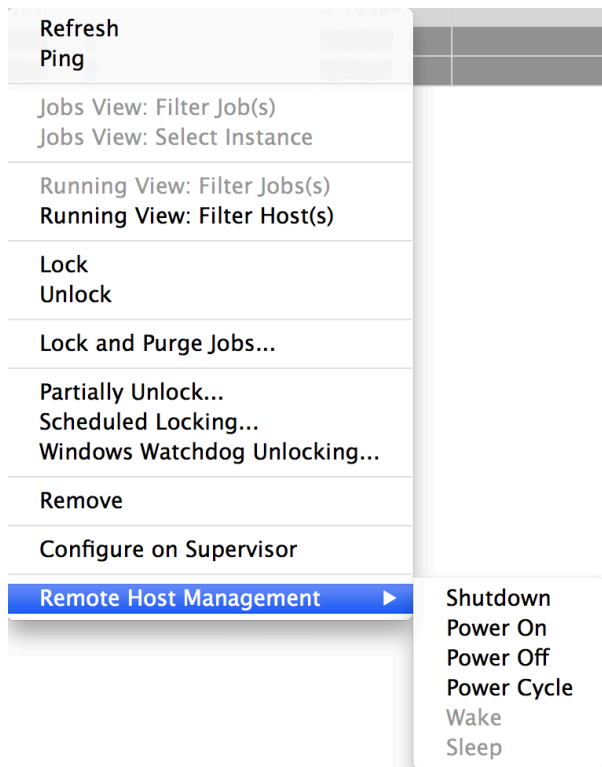 Refresh
Ping
Jobs View: Filter Job(s)
Jobs View: Select Instance
Running View: Filter Jobs(s)
Running View: Filter Host(s)
Lock
Unlock
Lock and Purge Jobs...
Partially Unlock...
Scheduled Locking...
Windows Watchdog Unlocking...
Remove
Configure on Supervisor
Remote Host Management
Shutdown
Power On
Power Off
Power Cycle
Wake
Sleep